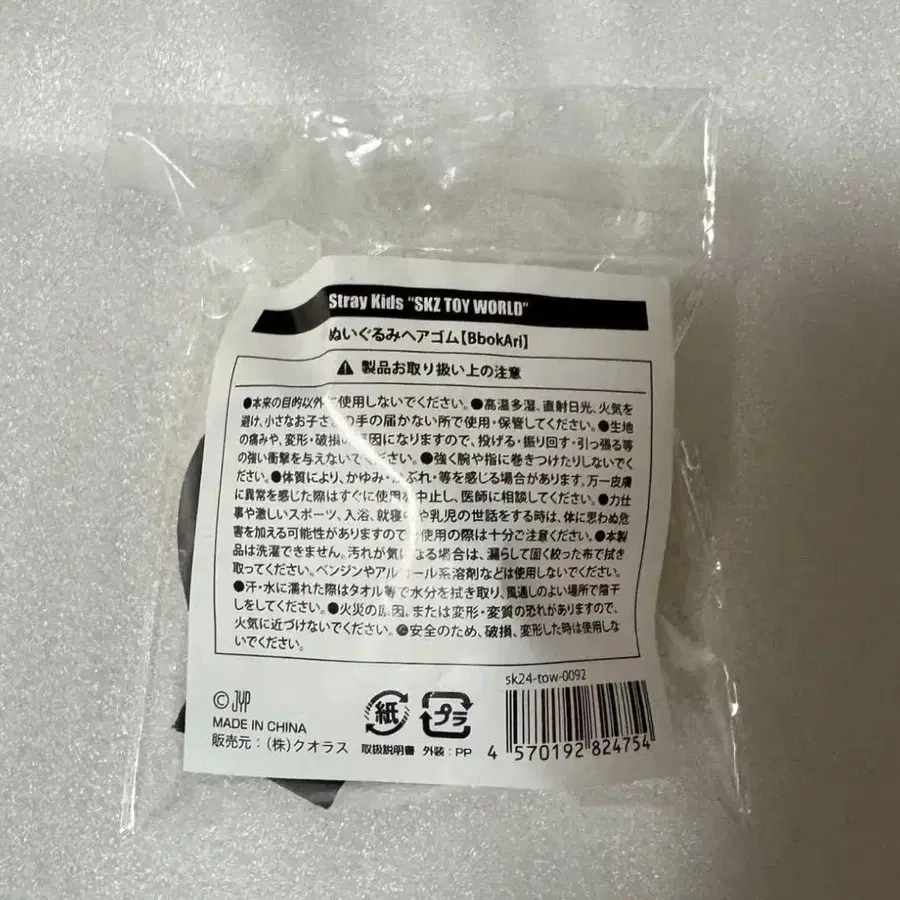 Stray Kids "SKZ TOY WORLD"
ぬいぐるみヘアゴム【BbokAri】
製品お取り扱い上の注意
●本来の目的以外に使用しないでください。●高温多湿、直射日光、火気を
避け、小さなお子さまの手の届かない所で使用・保管してください。●生地
の痛みや、変形・破損の原因になりますので、投げる・振り回す・引っ張る等
の強い衝撃を与えないでください。●強く腕や指に巻きつけたりしないでく
ださい。●体質により、かゆみ・かぶれ・等を感じる場合があります。万一皮膚
に異常を感じた際はすぐに使用を中止し、医師に相談してください。●力仕
事や激しいスポーツ、入浴、就寝中や乳児の世話をする時は、体に思わぬ危
害を加える可能性がありますので使用の際は十分ご注意ください。●本製
品は洗濯できません。汚れが気になる場合は、濡らして固く絞った布で拭き
取ってください。ベンジンやアルコール系溶剤などは使用しないでください。
●汗・水に濡れた際はタオル等で水分を拭き取り、風通しのよい場所で陰干
しをしてください。●火災の原因、または変形・変質の恐れがありますので、
火気に近づけないでください。●安全のため、破損、変形した時は使用しな
いでください。
sk24-tow-0092
©JYP
MADE IN CHINA
販売元：(株)クオラス
紙
取扱説明書
プラ
外装：PP
4 570192 824754